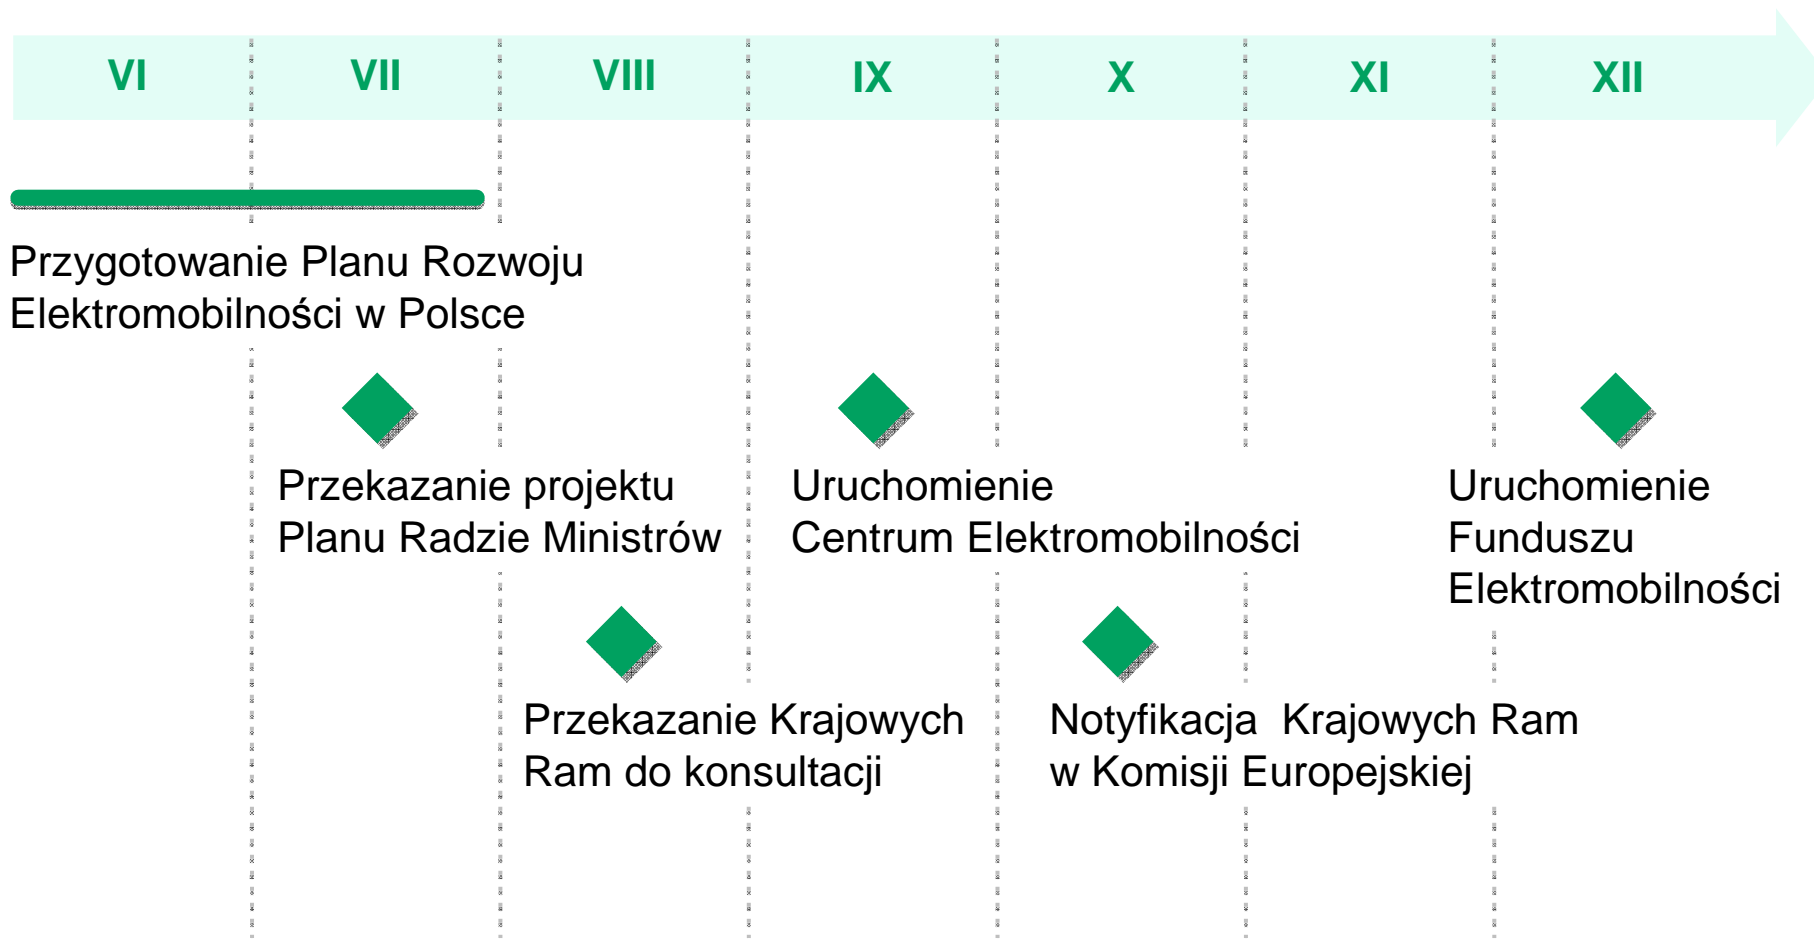 VI VII VIII IX X XI XII
Przygotowanie Planu Rozwoju
Elektromobilności w Polsce
Przekazanie projektu
Planu Radzie Ministrów
Uruchomienie
Centrum Elektromobilności
Uruchomienie
Funduszu
Elektromobilności
Przekazanie Krajowych
Ram do konsultacji
Notyfikacja  Krajowych Ram
w Komisji Europejskiej